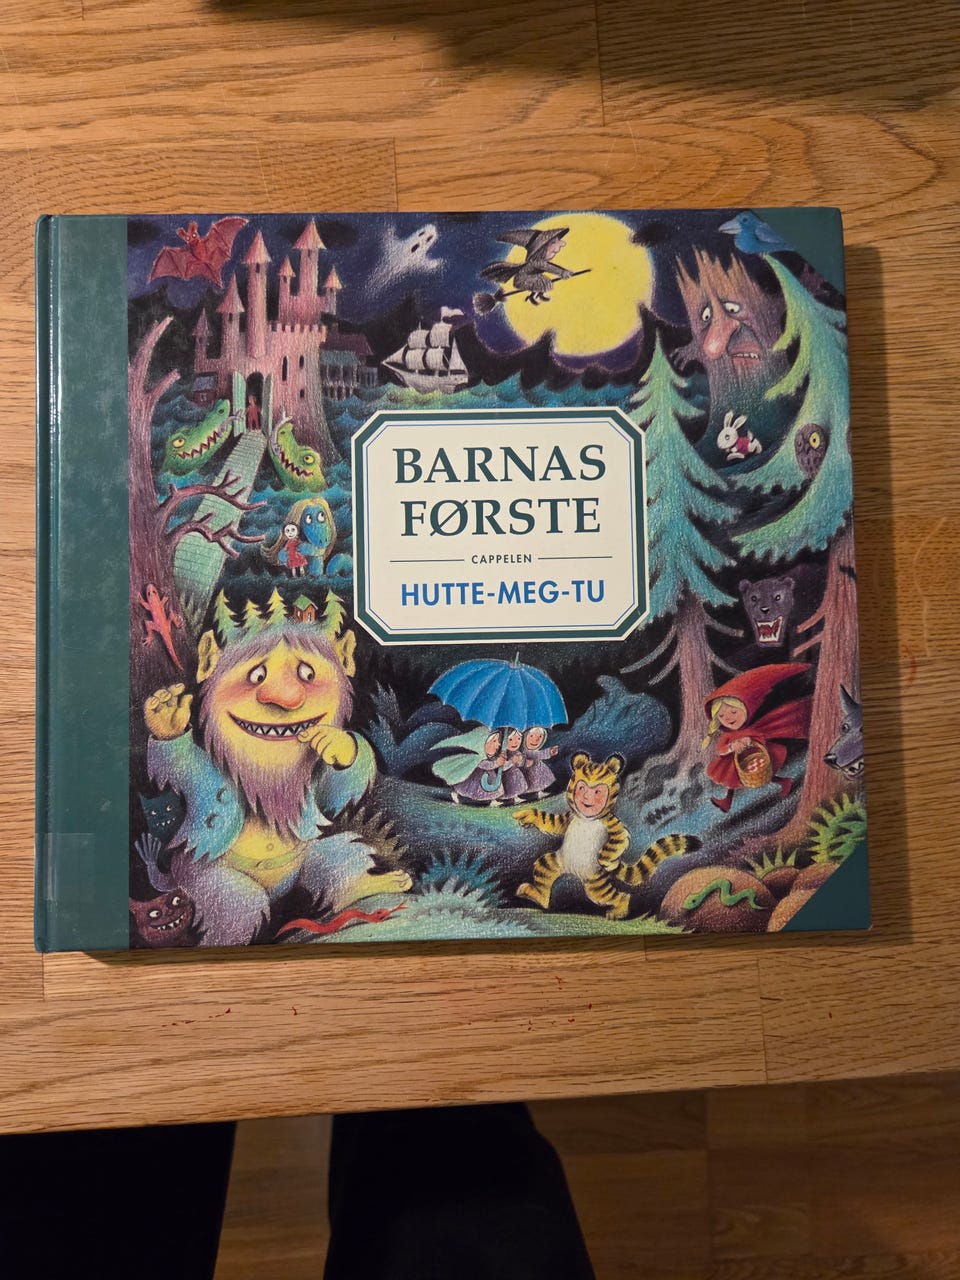 BARNAS
FØRSTE
CAPPELEN
HUTTE-MEG-TU